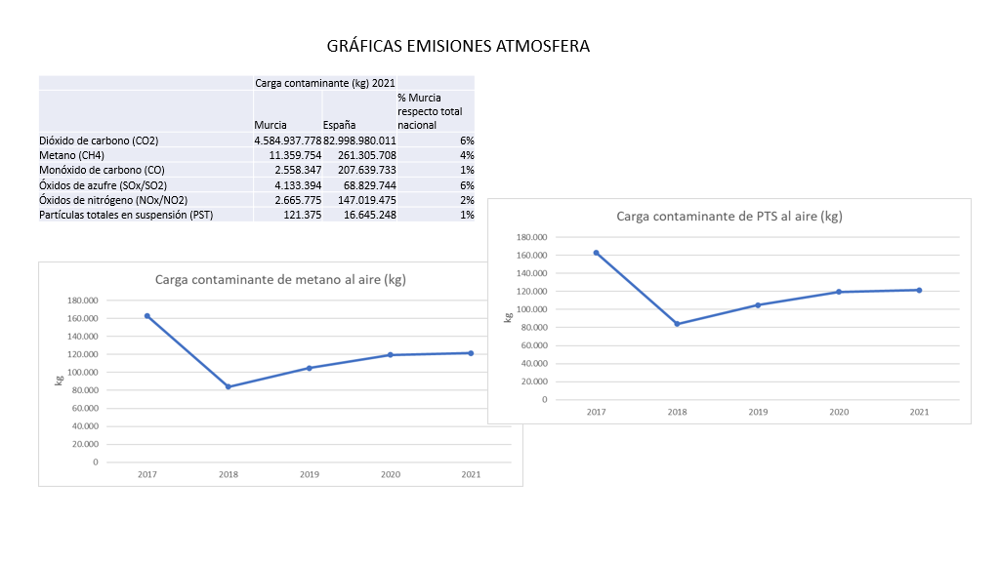 GRÁFICAS EMISIONES ATMOSFERA
Carga contaminante (kg) 2021
Murcia España % Murcia respecto total nacional
Dióxido de carbono (CO2) 4.584.937.778 82.998.980.011 6%
Metano (CH4) 11.359.754 261.305.708 4%
Monóxido de carbono (CO) 2.558.347 207.639.733 1%
Óxidos de azufre (SOx/SO2) 4.133.394 68.829.744 6%
Óxidos de nitrógeno (NOx/NO2) 2.665.775 147.019.475 2%
Partículas totales en suspensión (PST) 121.375 16.645.248 1%
Carga contaminante de metano al aire (kg)
180.000
160.000
140.000
120.000
100.000
80.000
60.000
40.000
20.000
0
kg
2017 2018 2019 2020 2021
Carga contaminante de PTS al aire (kg)
180.000
160.000
140.000
120.000
100.000
80.000
60.000
40.000
20.000
0
kg
2017 2018 2019 2020 2021